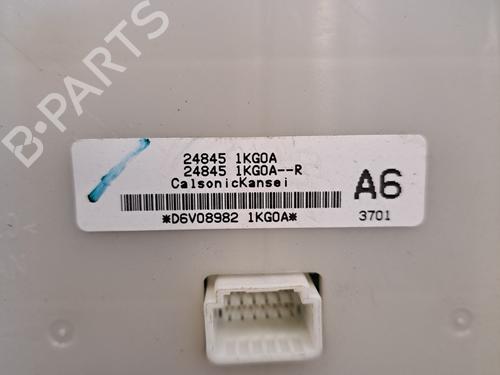 B-PARTS
24845 1KG0A
24845 1KG0A--R
CalsonicKansei
A6
*D6V08982 1KG0A*
3701